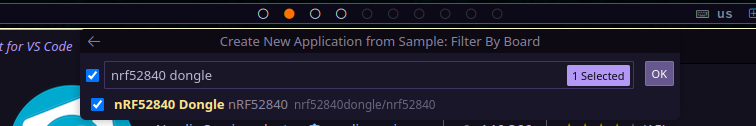 us
t for VS Code
Create New Application from Sample: Filter By Board
nrf52840 dongle
1 Selected
OK
nRF52840 Dongle nRF52840 nrf52840dongle/nrf52840